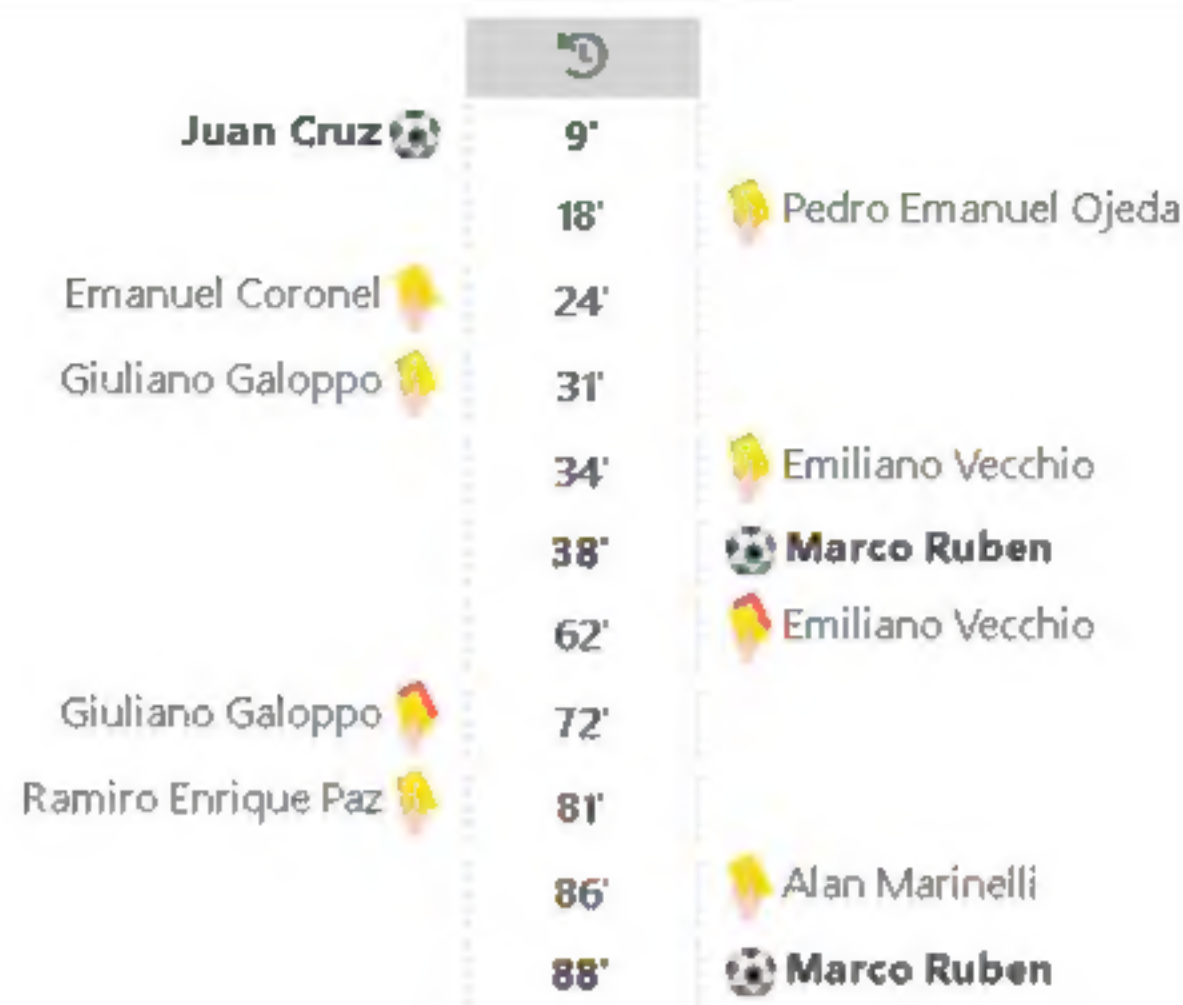 Juan Cruz 9'
18' Pedro Emanuel Ojeda
Emanuel Coronel 24'
Giuliano Galoppo 31'
34' Emiliano Vecchio
38' Marco Ruben
62' Emiliano Vecchio
Giuliano Galoppo 72'
Ramiro Enrique Paz 81'
86' Alan Marinelli
88' Marco Ruben